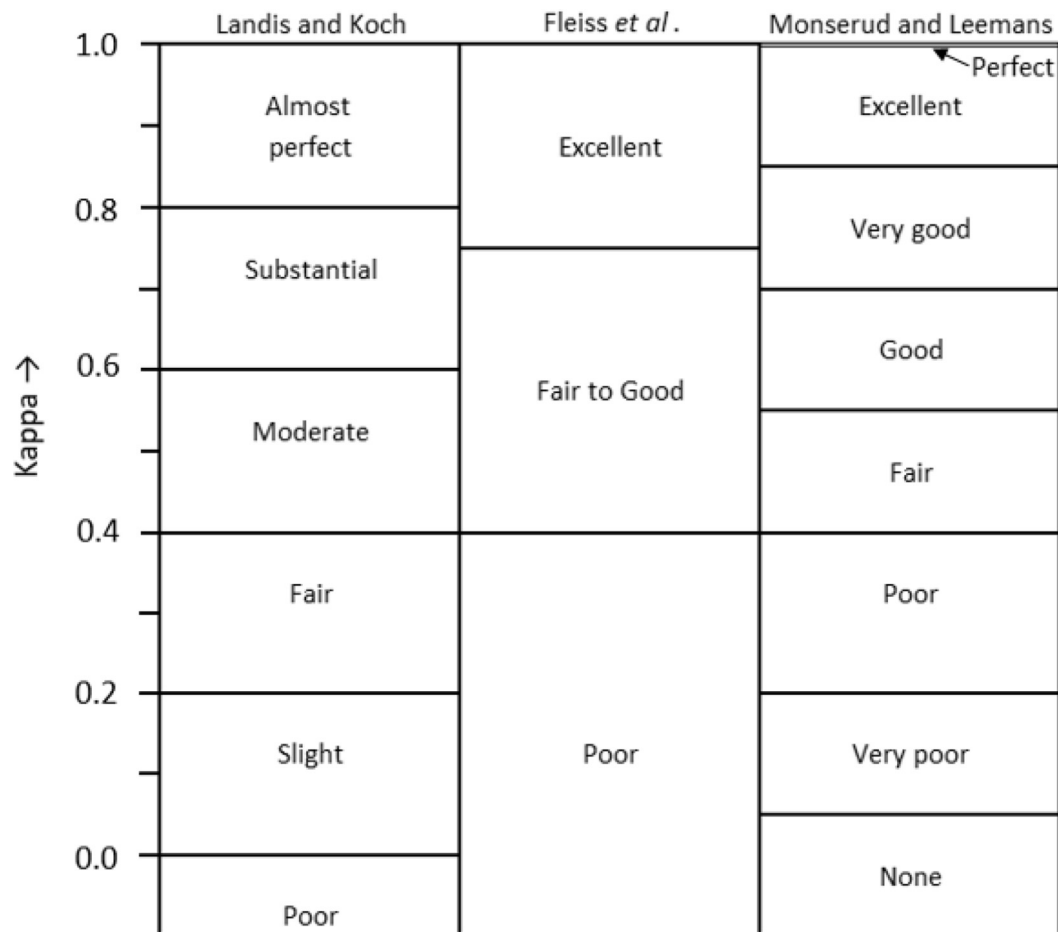 Landis and Koch
Fleiss et al .
Monserud and Leemans
1.0
Perfect
Almost
perfect
Excellent
Excellent
0.8
Very good
Substantial
Good
0.6
Fair to Good
Moderate
Kappa →
Fair
0.4
Fair
Poor
0.2
Slight
Poor
Very poor
0.0
None
Poor